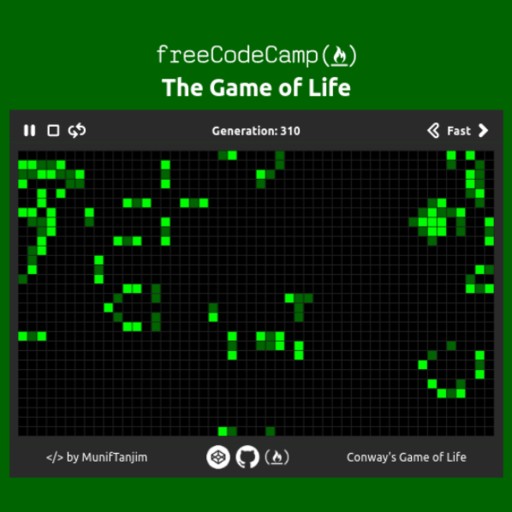 freeCodeCamp(🔥)
The Game of Life
Generation: 310
Fast
</> by MunifTanjim
Conway's Game of Life